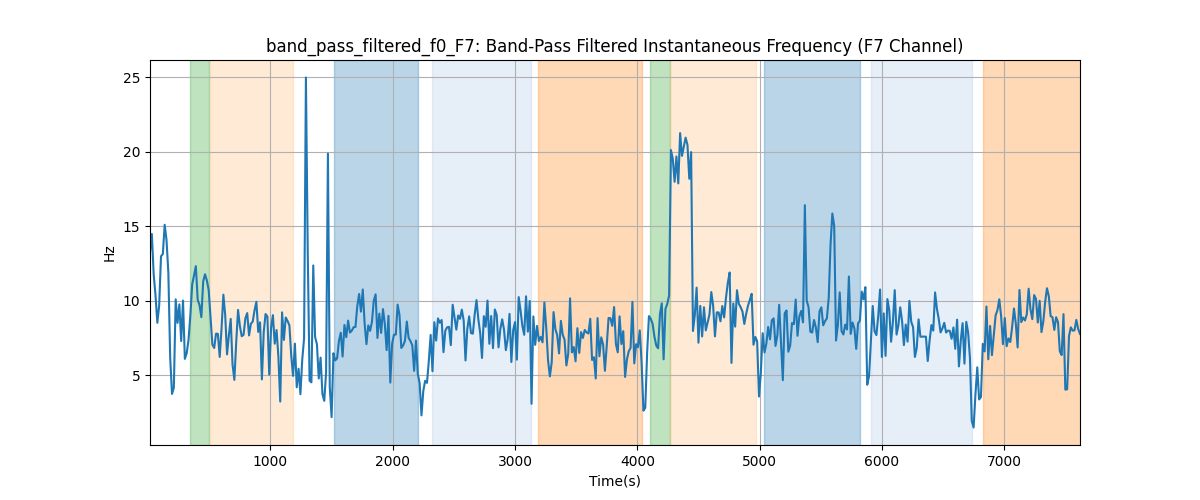 band_pass_filtered_f0_F7: Band-Pass Filtered Instantaneous Frequency (F7 Channel)
25
20
15
10
5
Hz
1000 2000 3000 4000 5000 6000 7000
Time(s)